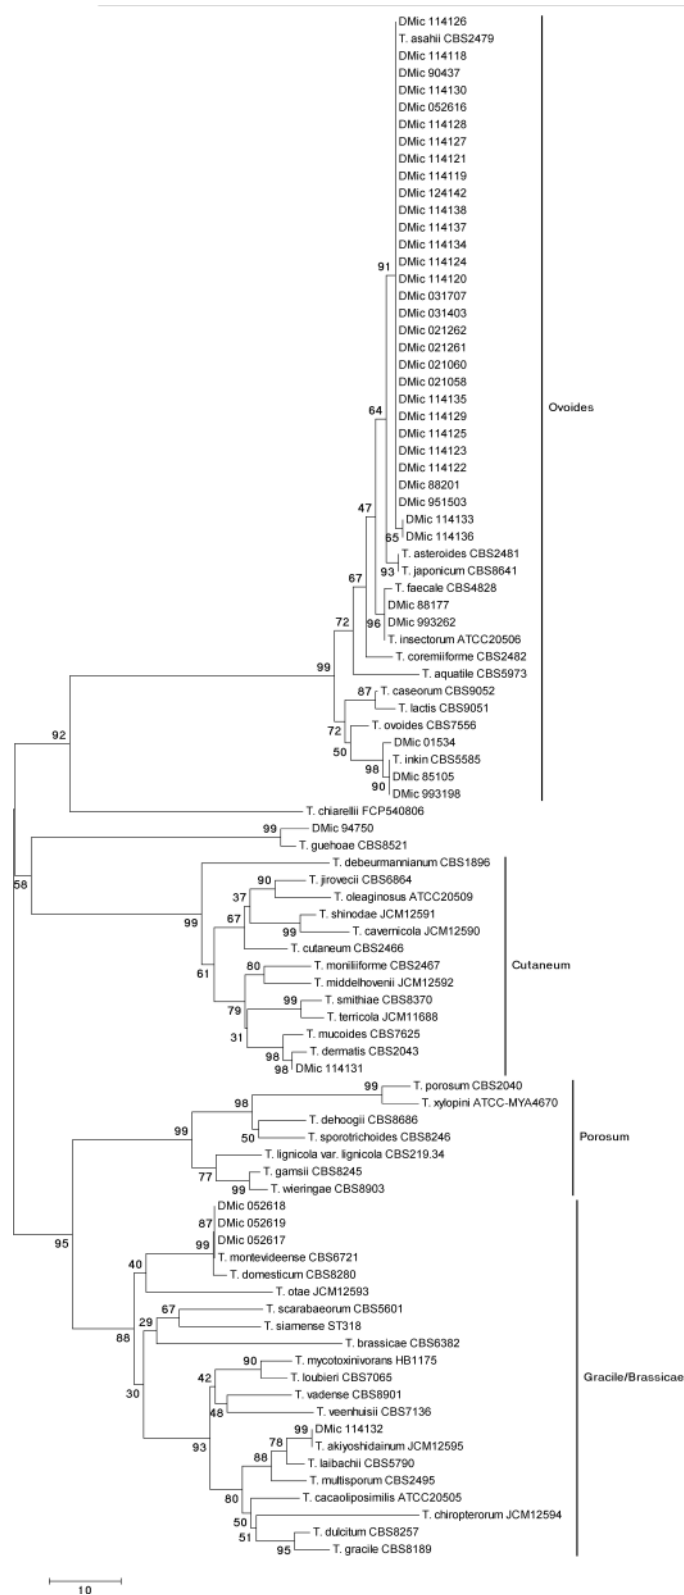 DMic 114126
T. asahii CBS2479
DMic 114118
DMic 90437
DMic 114130
DMic 052616
DMic 114128
DMic 114127
DMic 114121
DMic 114119
DMic 124142
DMic 114138
DMic 114137
DMic 114134
DMic 114124
91
DMic 114120
DMic 031707
DMic 031403
DMic 021262
DMic 021261
DMic 021060
DMic 021058
DMic 114135
Ovoides
64
DMic 114129
DMic 114125
DMic 114123
DMic 114122
DMic 88201
DMic 951503
47
DMic 114133
65
DMic 114136
T. asteroides CBS2481
93
T. japonicum CBS8641
67
T. faecale CBS4828
DMic 88177
96
DMic 993262
72
T. insectorum ATCC20506
T. coremiiforme CBS2482
99
T. aquatile CBS5973
87
T. caseorum CBS9052
T. lactis CBS9051
72
T. ovoides CBS7556
50
DMic 01534
92
T. inkin CBS5585
98
DMic 85105
90
DMic 993198
T. chiarellii FCP540806
99
DMic 94750
T. guehoae CBS8521
58
T. debeurmannianum CBS1896
90
T. jirovecii CBS6864
37
T. oleaginosus ATCC20509
99
67
T. shinodae JCM12591
99
T. cavernicola JCM12590
T. cutaneum CBS2466
61
80
T. moniliiforme CBS2467
Cutaneum
T. middelhovenii JCM12592
79
99
T. smithiae CBS8370
T. terricola JCM11688
31
T. mucoides CBS7625
98
T. dermatis CBS2043
98
DMic 114131
99
T. porosum CBS2040
98
T. xylopini ATCC-MYA4670
T. dehoogii CBS8686
99
50
T. sporotrichoides CBS8246
Porosum
T. lignicola var. lignicola CBS219.34
77
T. gamsii CBS8245
99
T. wieringae CBS8903
DMic 052618
87
DMic 052619
95
99
DMic 052617
T. montevideense CBS6721
40
T. domesticum CBS8280
T. otae JCM12593
67
T. scarabaeorum CBS5601
29
T. siamense ST318
88
T. brassicae CBS6382
90
T. mycotoxinivorans HB1175
42
T. loubieri CBS7065
Gracile/Brassicae
30
T. vadense CBS8901
48
T. veenhuisii CBS7136
99
DMic 114132
93
78
T. akiyoshidainum JCM12595
88
T. laibachii CBS5790
T. multisporum CBS2495
80
T. cacaoliposimilis ATCC20505
50
T. chiropterorum JCM12594
51
T. dulcitum CBS8257
95
T. gracile CBS8189
10